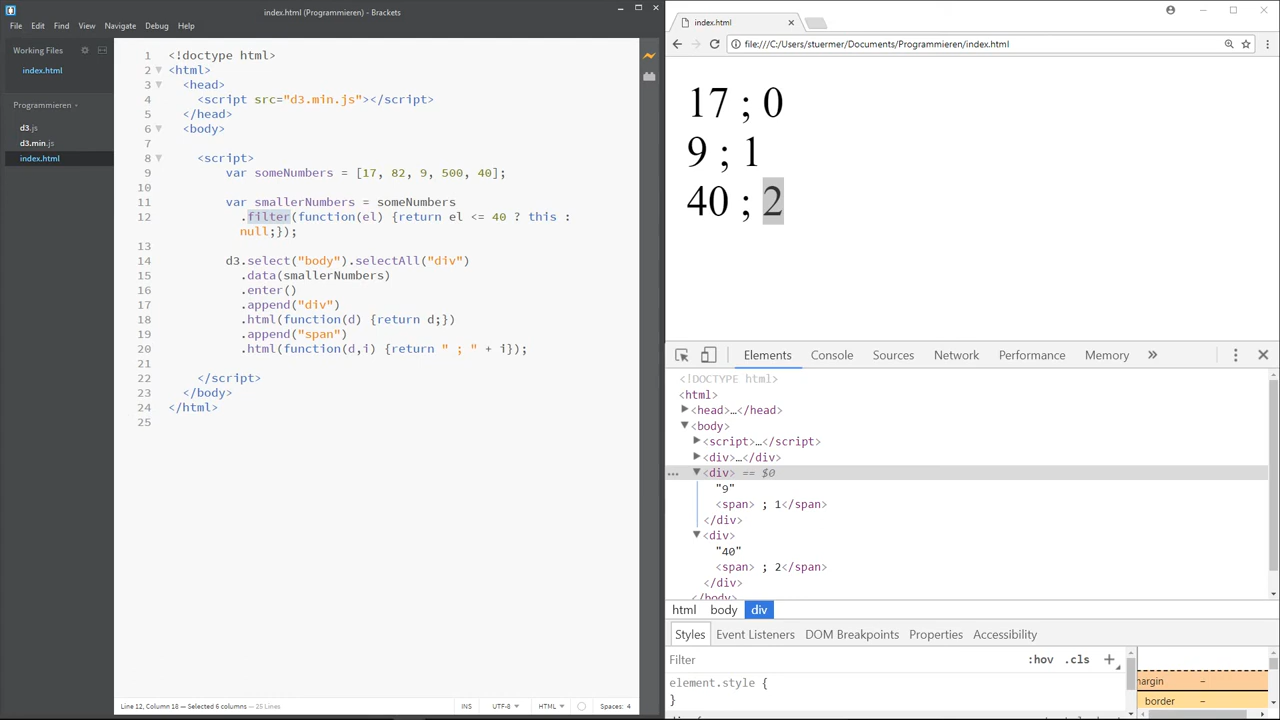 index.html (Programmieren) - Brackets
File Edit Find View Navigate Debug Help
Working Files
index.html
Programmieren
d3.js
d3.min.js
index.html
1 <!doctype html>
2 <html>
3 <head>
4 <script src="d3.min.js"></script>
5 </head>
6 <body>
7
8 <script>
9 var someNumbers = [17, 82, 9, 500, 40];
10
11 var smallerNumbers = someNumbers
12 .filter(function(el) {return el <= 40 ? this :
null;});
13
14 d3.select("body").selectAll("div")
15 .data(smallerNumbers)
16 .enter()
17 .append("div")
18 .html(function(d) {return d;})
19 .append("span")
20 .html(function(d,i) {return " ; " + i});
21
22 </script>
23 </body>
24 </html>
25
Line 12, Column 18 — Selected 6 columns — 25 Lines
INS UTF-8 HTML Spaces: 4
index.html
file:///C:/Users/stuermer/Documents/Programmieren/index.html
17 ; 0
9 ; 1
40 ; 2
Elements Console Sources Network Performance Memory »
<!DOCTYPE html>
<html>
<head>…</head>
<body>
<script>…</script>
<div>…</div>
... <div> == $0
"9"
<span> ; 1</span>
</div>
<div>
"40"
<span> ; 2</span>
</div>
</body>
html body div
Styles Event Listeners DOM Breakpoints Properties Accessibility
Filter :hov .cls +
element.style {
}
margin –
border –